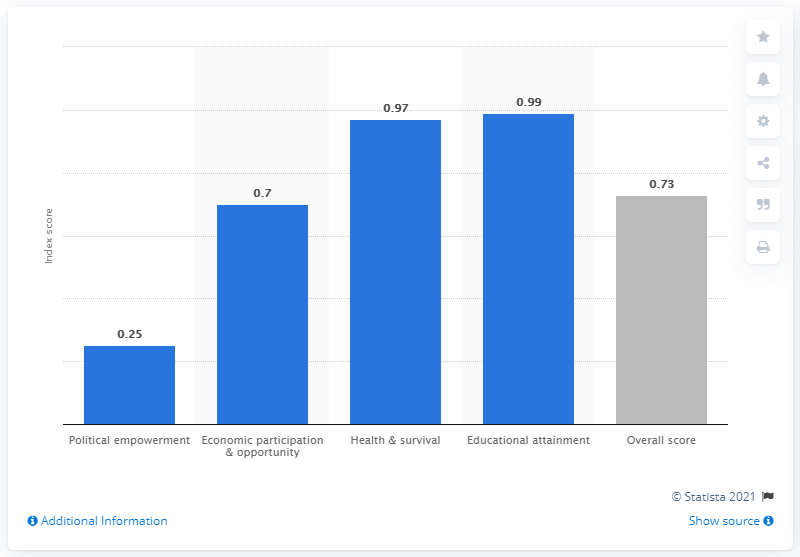 Index score
0.25
0.7
0.97
0.99
0.73
Political empowerment
Economic participation
& opportunity
Health & survival
Educational attainment
Overall score
© Statista 2021
Additional Information
Show source